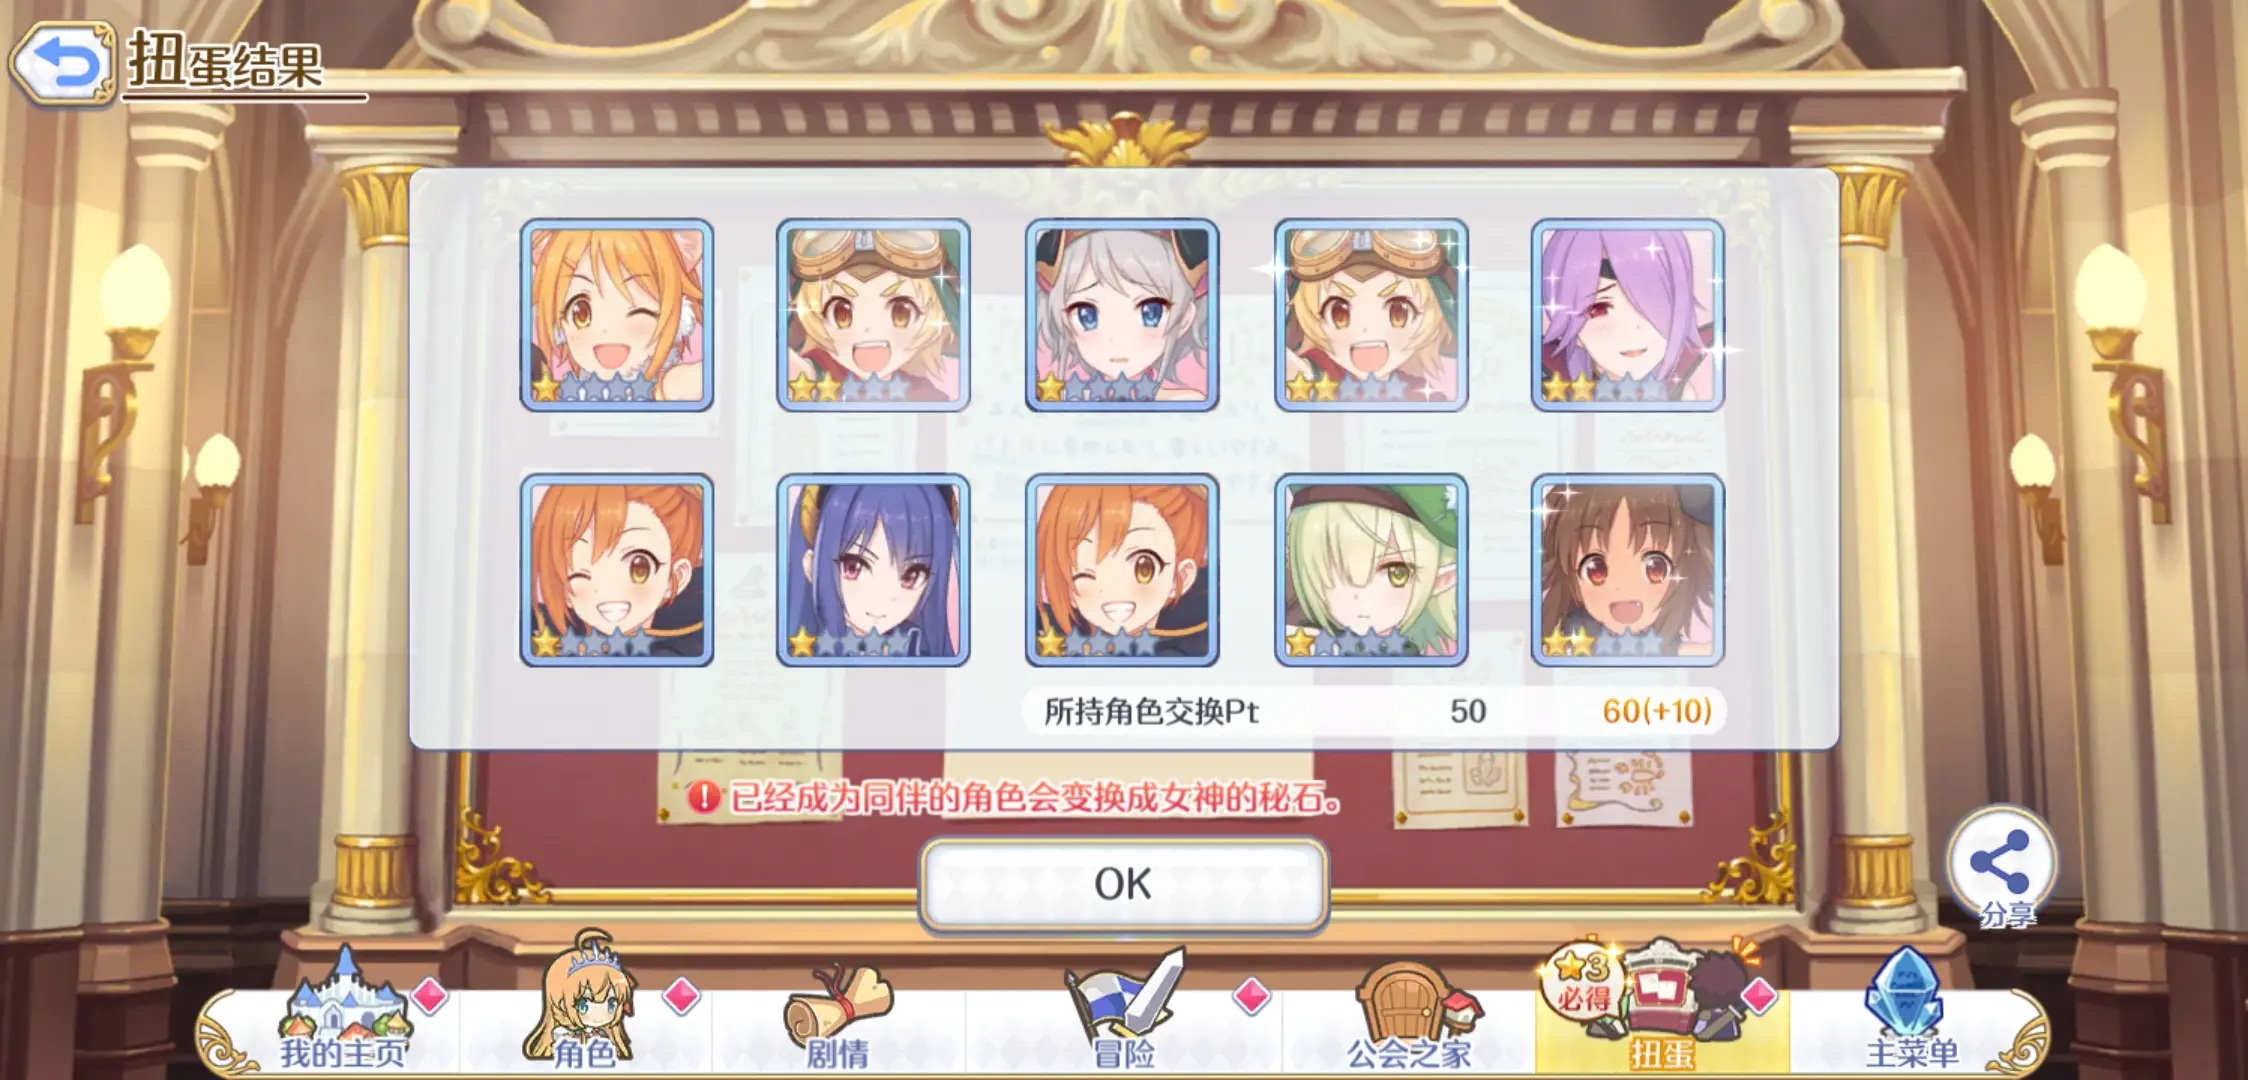 扭蛋结果
所持角色交换Pt 50 60(+10)
已经成为同伴的角色会变换成女神的秘石。
OK
分享
★3
必得
我的主页 角色 剧情 冒险 公会之家 扭蛋 主菜单